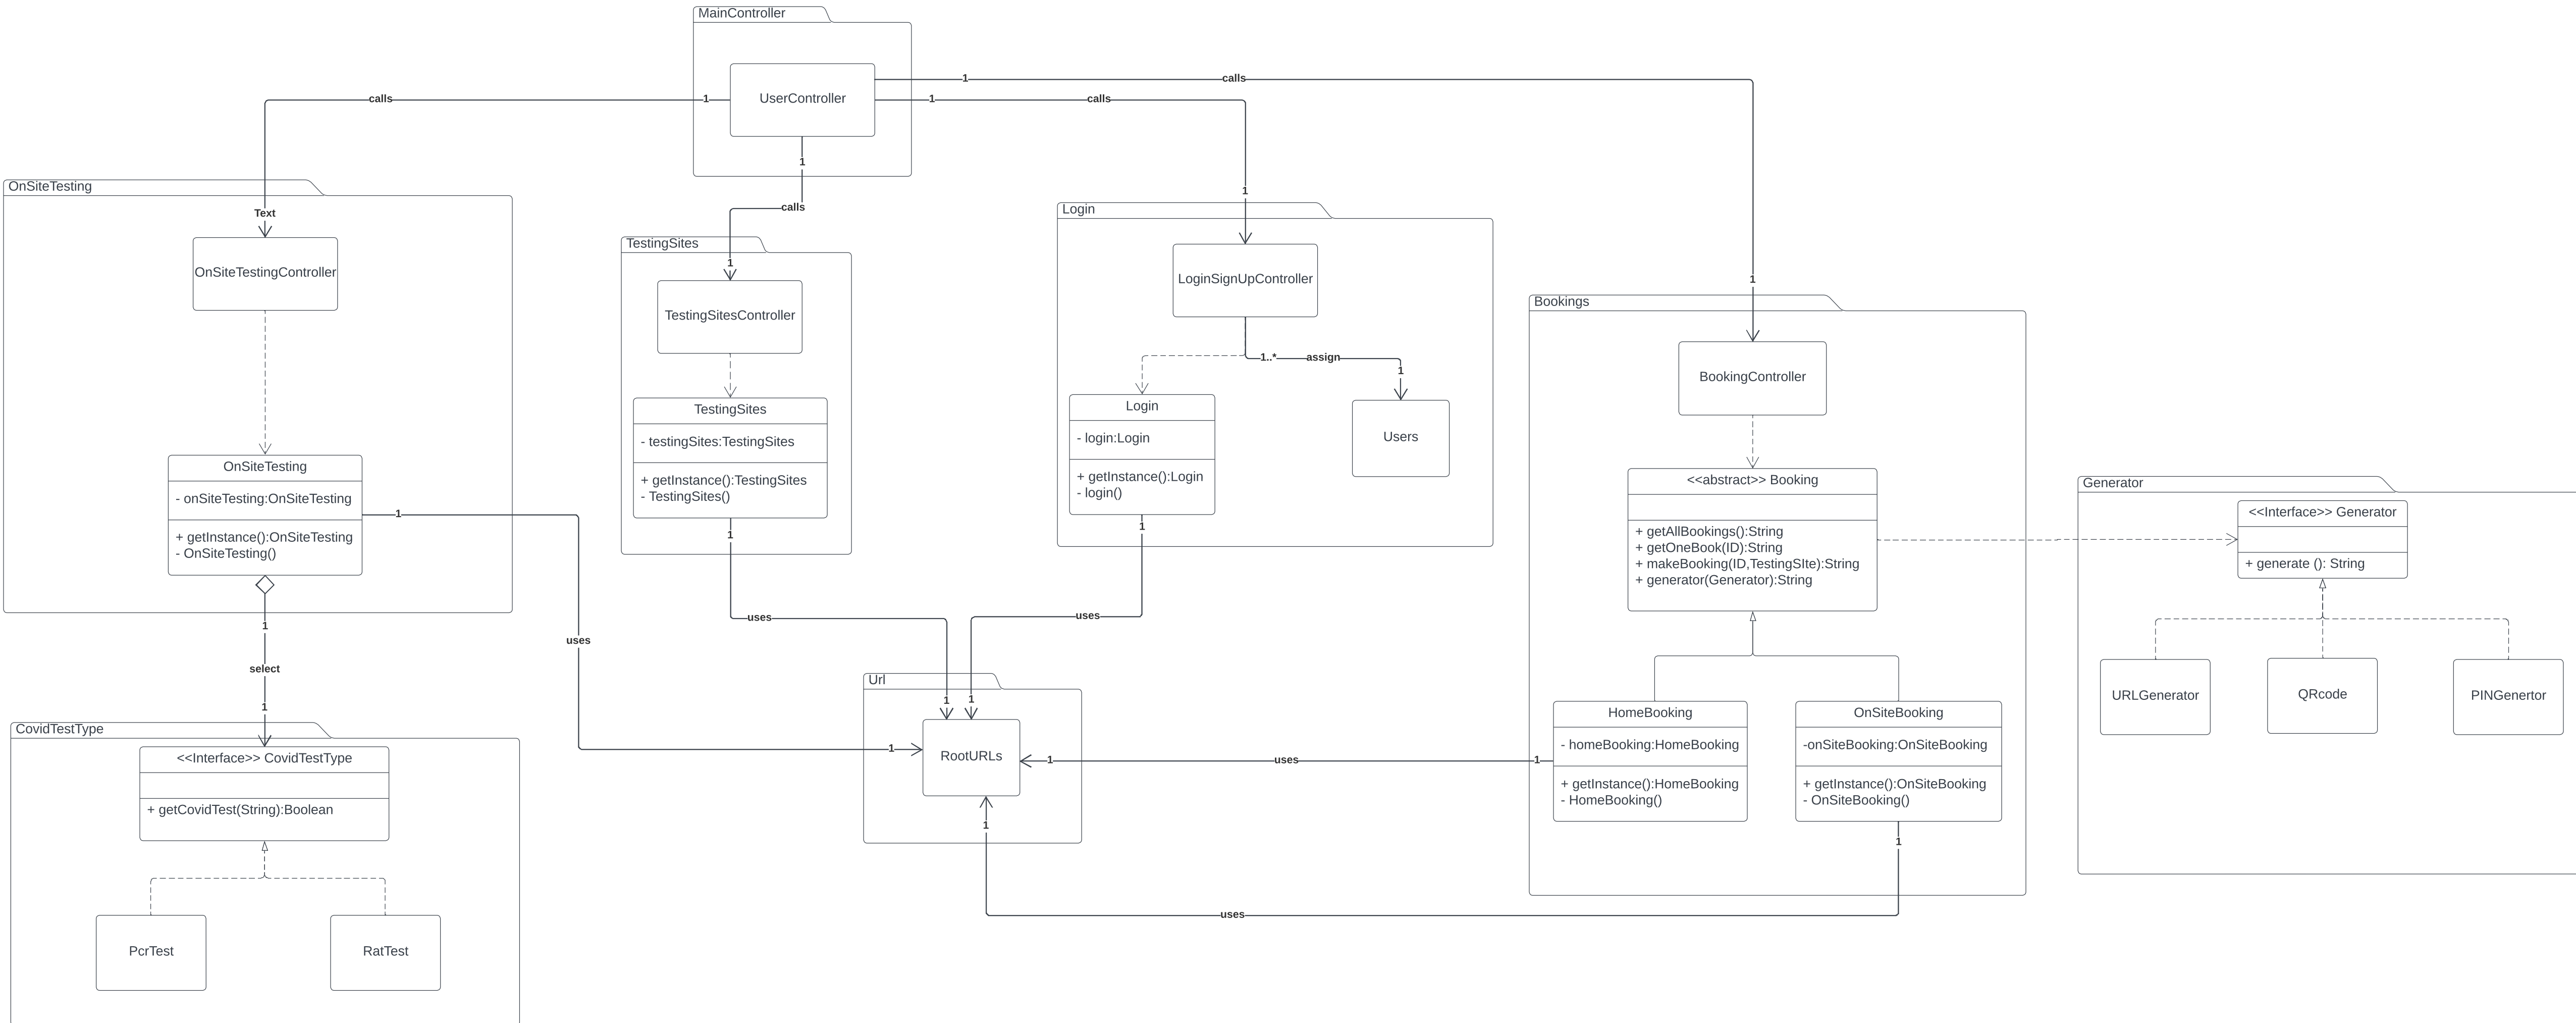 MainController
UserController
1
calls
1
calls
1
calls
1
calls
OnSiteTesting
Text
OnSiteTestingController
OnSiteTesting
- onSiteTesting:OnSiteTesting
+ getInstance():OnSiteTesting
- OnSiteTesting()
1
uses
1
1
select
1
TestingSites
1
TestingSitesController
TestingSites
- testingSites:TestingSites
+ getInstance():TestingSites
- TestingSites()
1
uses
1
Login
1
LoginSignUpController
1..*
assign
1
Login
- login:Login
+ getInstance():Login
- login()
Users
1
uses
1
Bookings
1
BookingController
<<abstract>> Booking
+ getAllBookings():String
+ getOneBook(ID):String
+ makeBooking(ID,TestingSIte):String
+ generator(Generator):String
HomeBooking
- homeBooking:HomeBooking
+ getInstance():HomeBooking
- HomeBooking()
OnSiteBooking
-onSiteBooking:OnSiteBooking
+ getInstance():OnSiteBooking
- OnSiteBooking()
1
uses
1
1
uses
1
Generator
<<Interface>> Generator
+ generate (): String
URLGenerator
QRcode
PINGenertor
Url
RootURLs
CovidTestType
<<Interface>> CovidTestType
+ getCovidTest(String):Boolean
PcrTest
RatTest